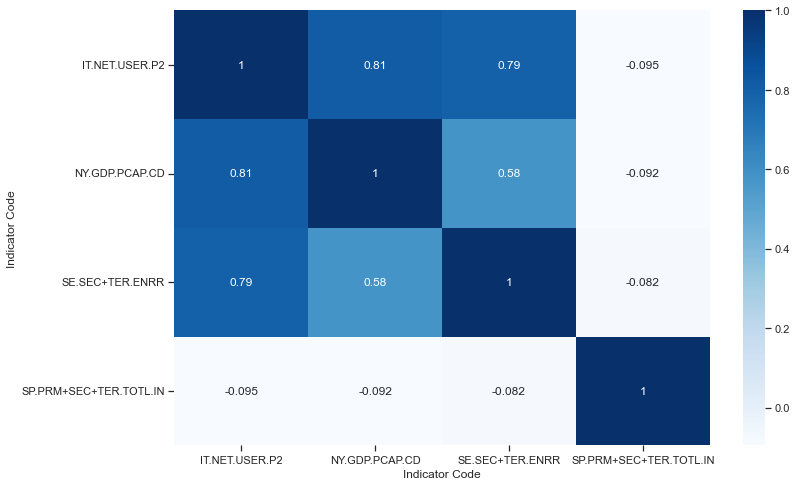 1.0
IT.NET.USER.P2 1 0.81 0.79 -0.095
0.8
NY.GDP.PCAP.CD 0.81 1 0.58 -0.092
0.6
Indicator Code
0.4
SE.SEC+TER.ENRR 0.79 0.58 1 -0.082
0.2
SP.PRM+SEC+TER.TOTL.IN -0.095 -0.092 -0.082 1
0.0
IT.NET.USER.P2 NY.GDP.PCAP.CD SE.SEC+TER.ENRR SP.PRM+SEC+TER.TOTL.IN
Indicator Code